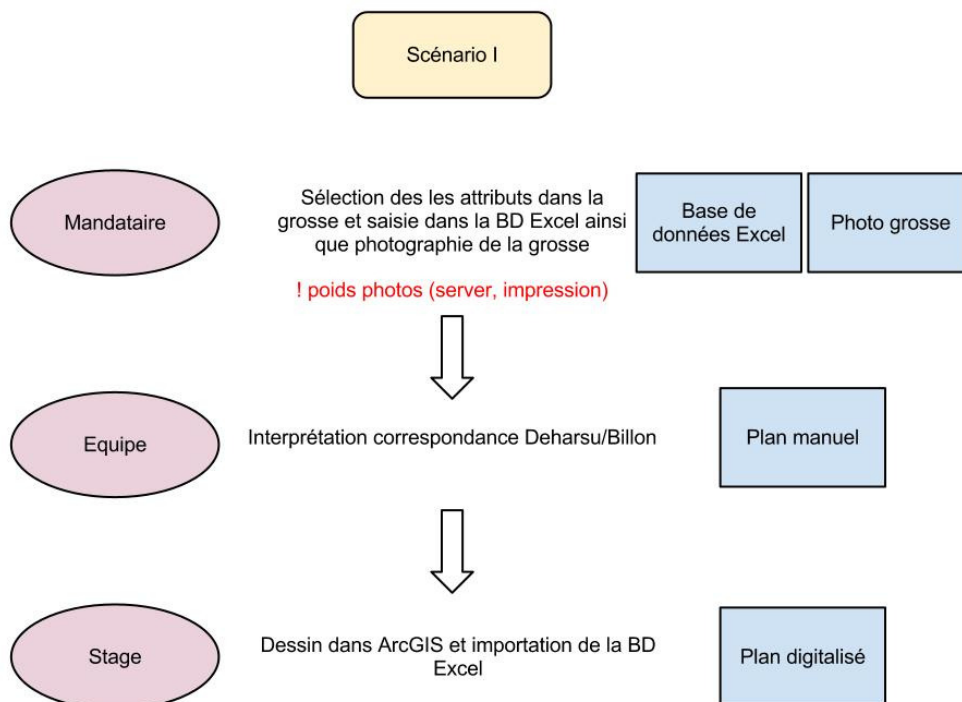 Scénario I
Mandataire
Sélection des les attributs dans la
grosse et saisie dans la BD Excel ainsi
que photographie de la grosse
! poids photos (server, impression)
Base de
données Excel
Photo grosse
Equipe
Interprétation correspondance Deharsu/Billon
Plan manuel
Stage
Dessin dans ArcGIS et importation de la BD
Excel
Plan digitalisé